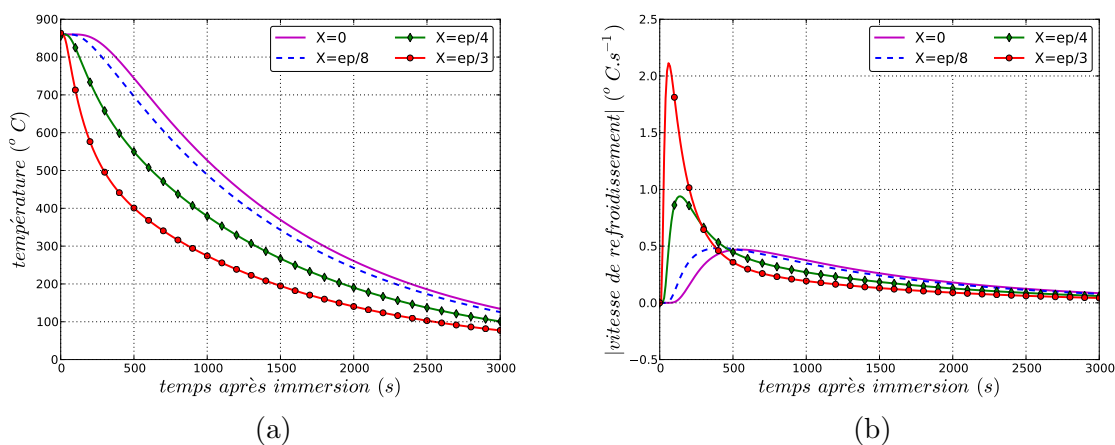 900
800
700
600
500
400
300
200
100
0
température (° C)
0 500 1000 1500 2000 2500 3000
temps après immersion (s)
X=0 X=ep/4
X=ep/8 X=ep/3
(a)
2.5
2.0
1.5
1.0
0.5
0.0
−0.5
|vitesse de refroidissement| (° C.s⁻¹)
0 500 1000 1500 2000 2500 3000
temps après immersion (s)
X=0 X=ep/4
X=ep/8 X=ep/3
(b)